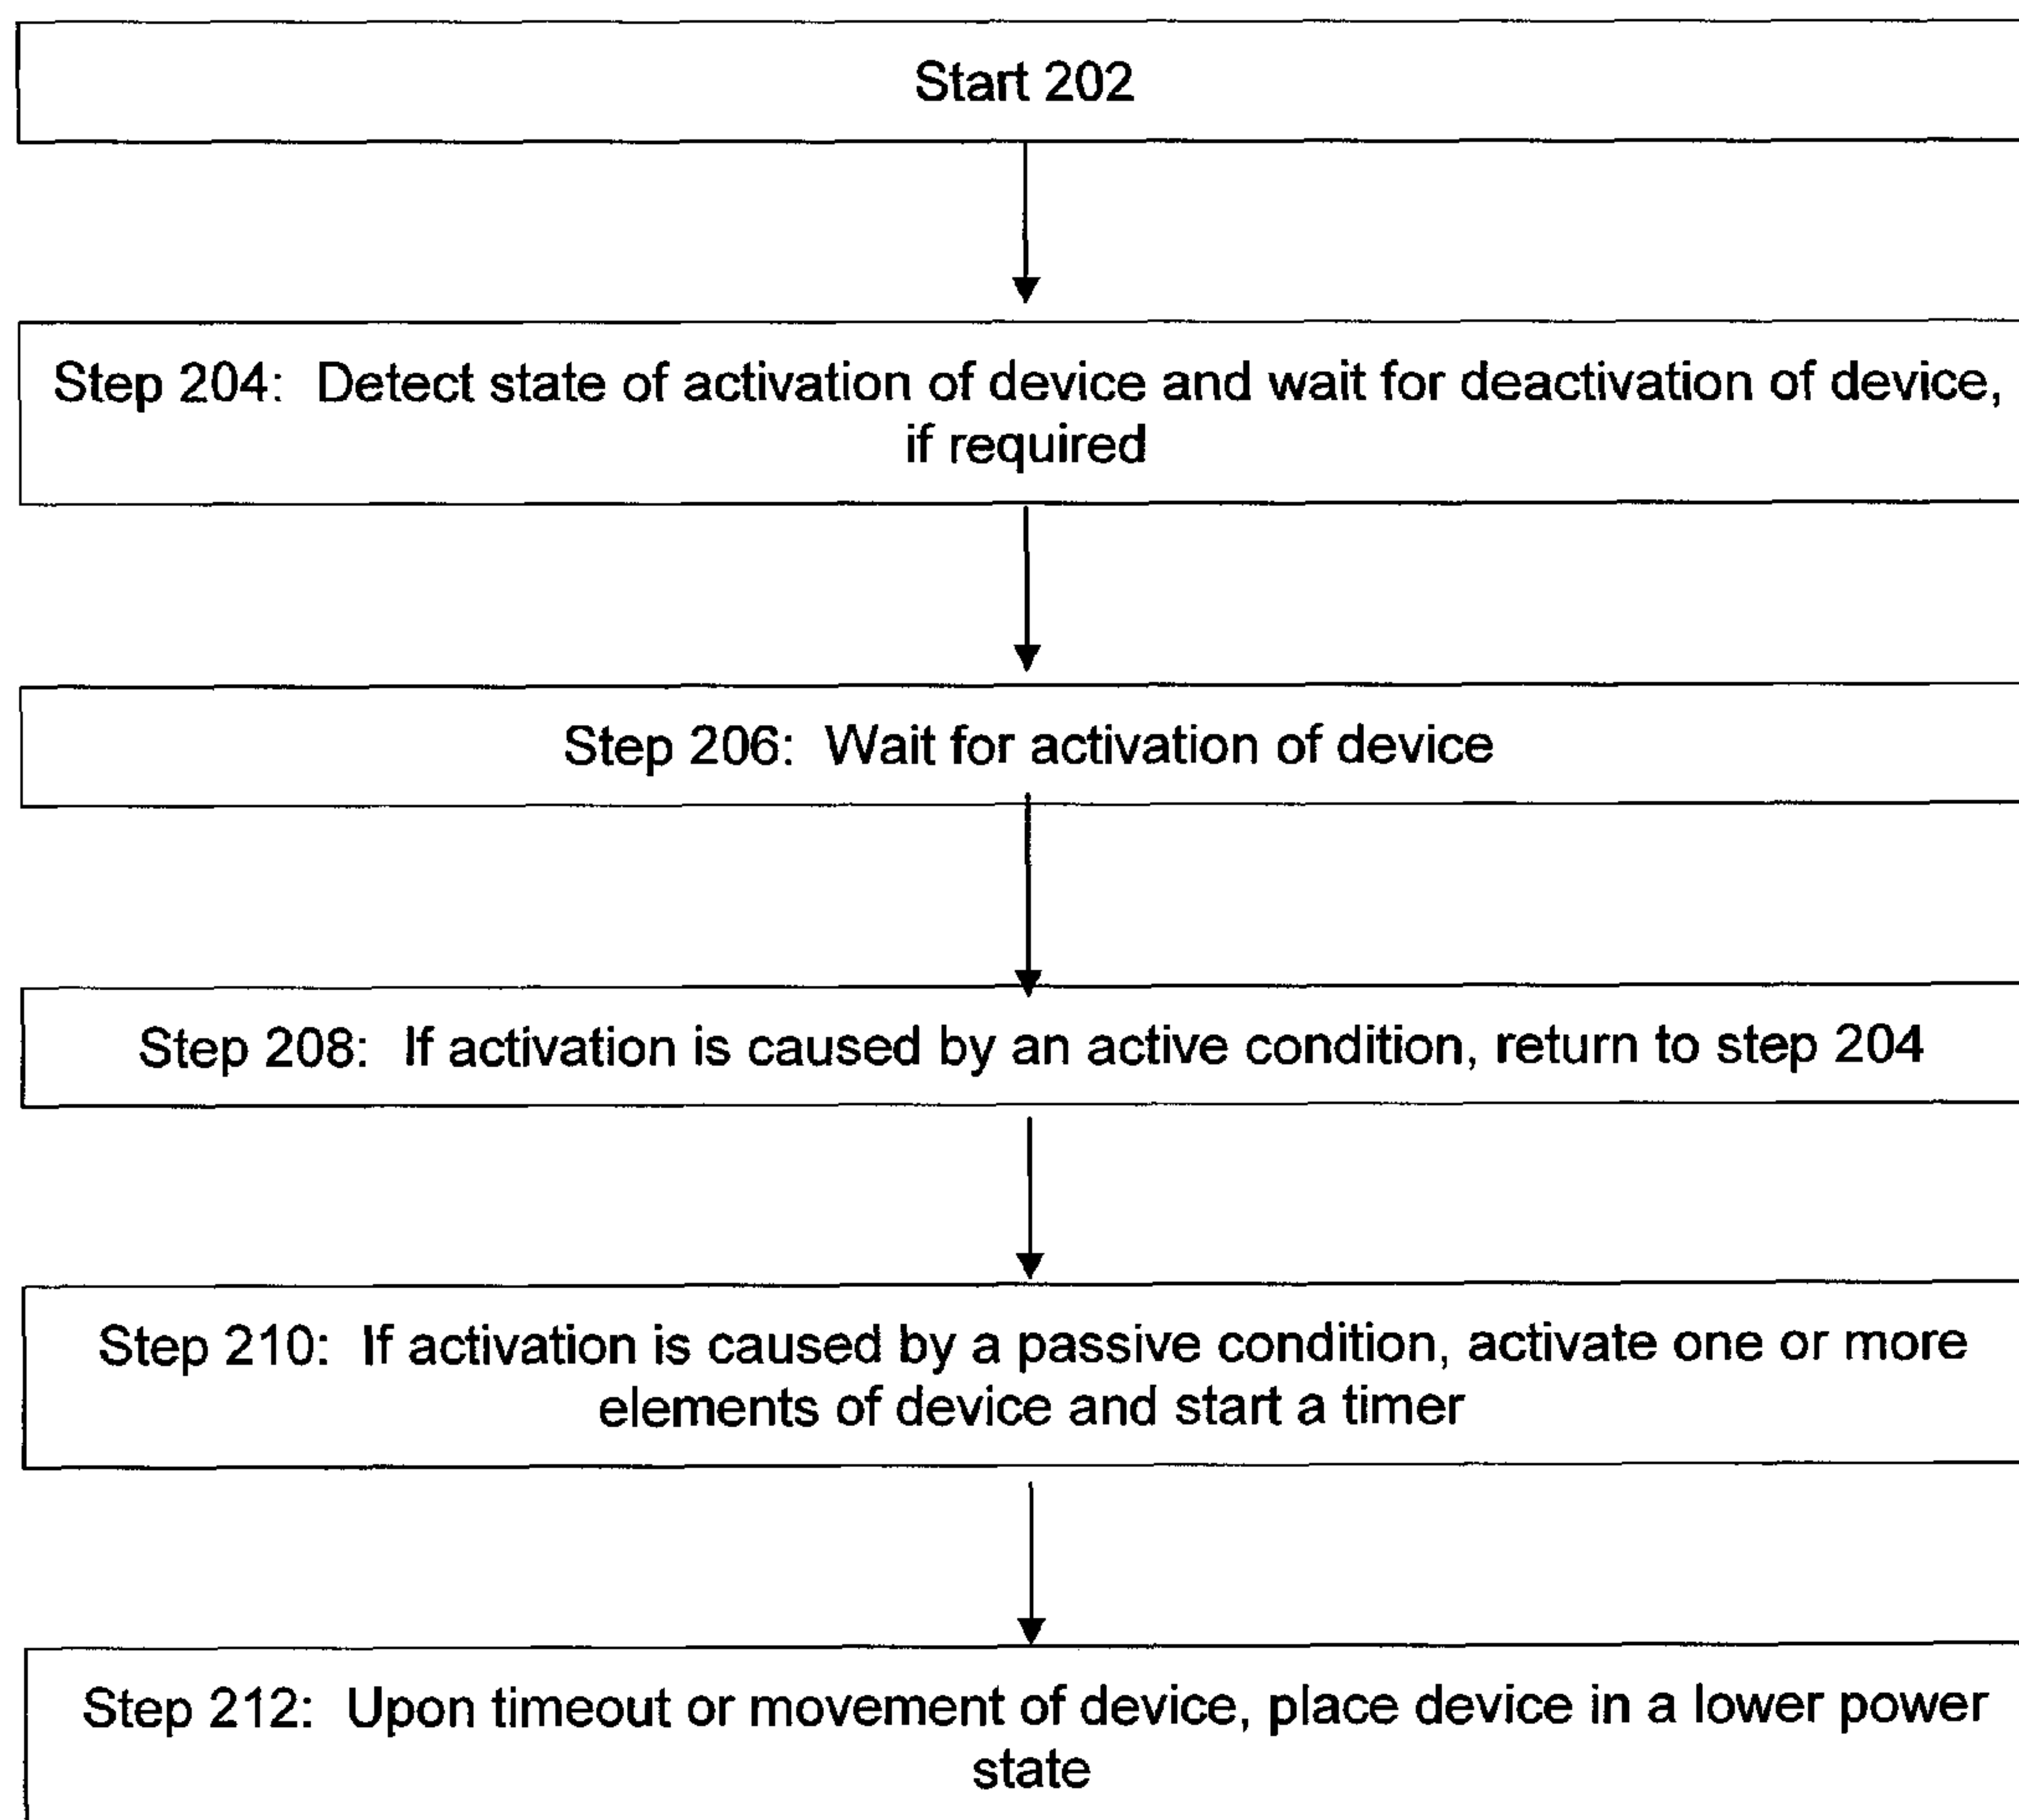 Start 202
Step 204: Detect state of activation of device and wait for deactivation of device,
if required
Step 206: Wait for activation of device
Step 208: If activation is caused by an active condition, return to step 204
Step 210: If activation is caused by a passive condition, activate one or more
elements of device and start a timer
Step 212: Upon timeout or movement of device, place device in a lower power
state